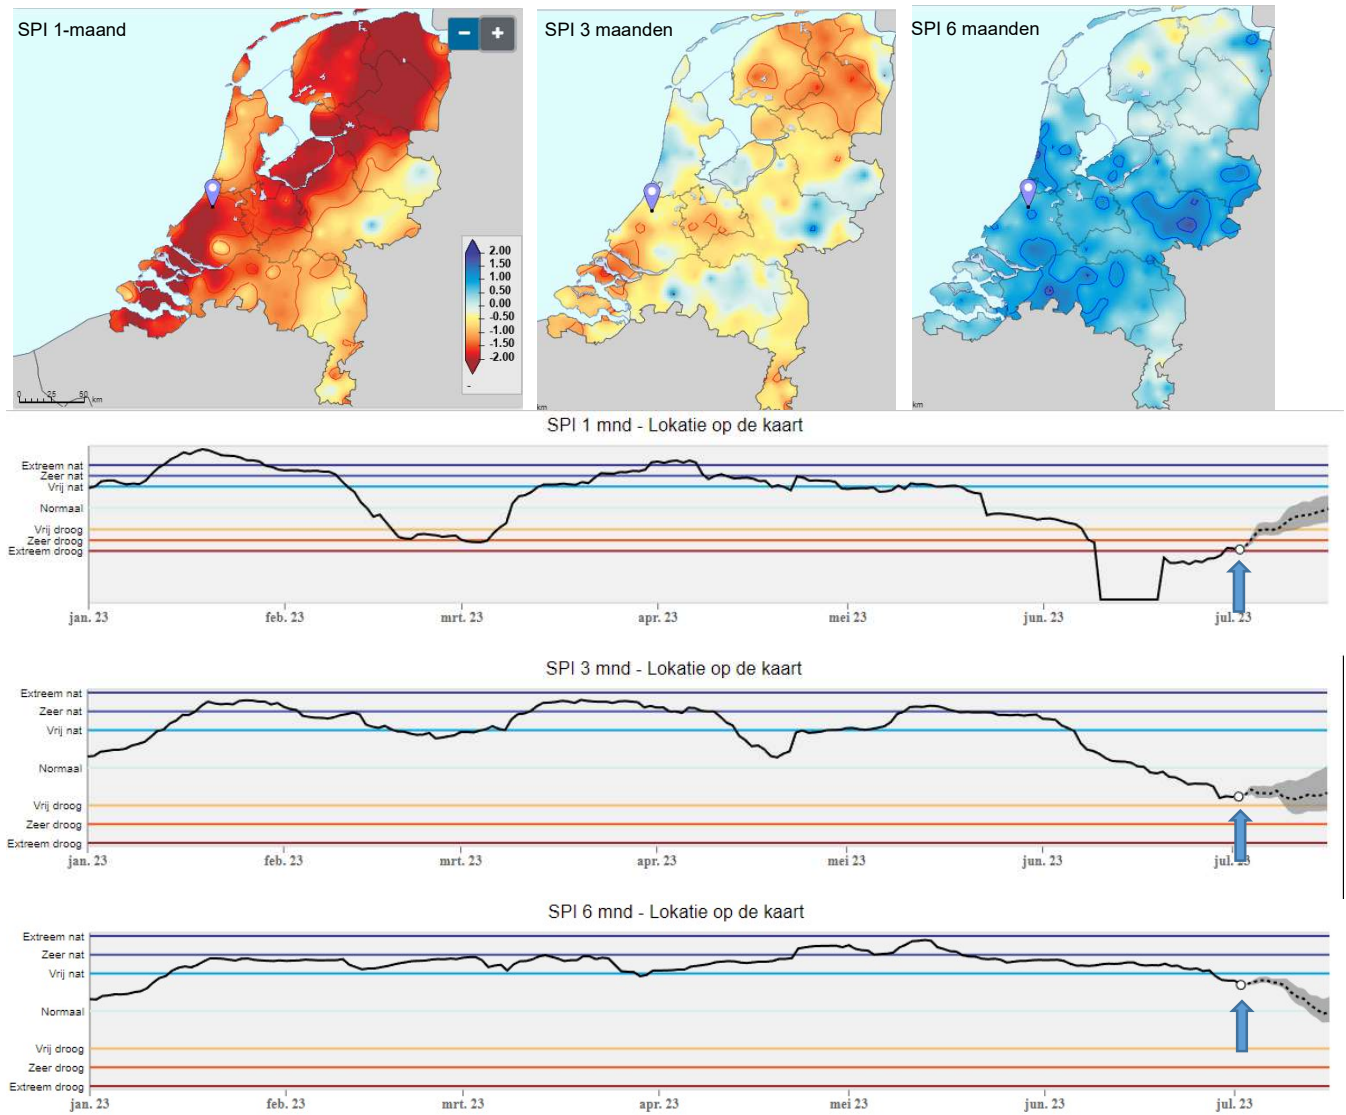 SPI 1-maand
SPI 3 maanden
SPI 6 maanden
− +
2.00
1.50
1.00
0.50
0.00
-0.50
-1.00
-1.50
-2.00
-
0 25 50 km
km
km
SPI 1 mnd - Lokatie op de kaart
Extreem nat
Zeer nat
Vrij nat
Normaal
Vrij droog
Zeer droog
Extreem droog
jan. 23 feb. 23 mrt. 23 apr. 23 mei 23 jun. 23 jul. 23
SPI 3 mnd - Lokatie op de kaart
Extreem nat
Zeer nat
Vrij nat
Normaal
Vrij droog
Zeer droog
Extreem droog
jan. 23 feb. 23 mrt. 23 apr. 23 mei 23 jun. 23 jul. 23
SPI 6 mnd - Lokatie op de kaart
Extreem nat
Zeer nat
Vrij nat
Normaal
Vrij droog
Zeer droog
Extreem droog
jan. 23 feb. 23 mrt. 23 apr. 23 mei 23 jun. 23 jul. 23